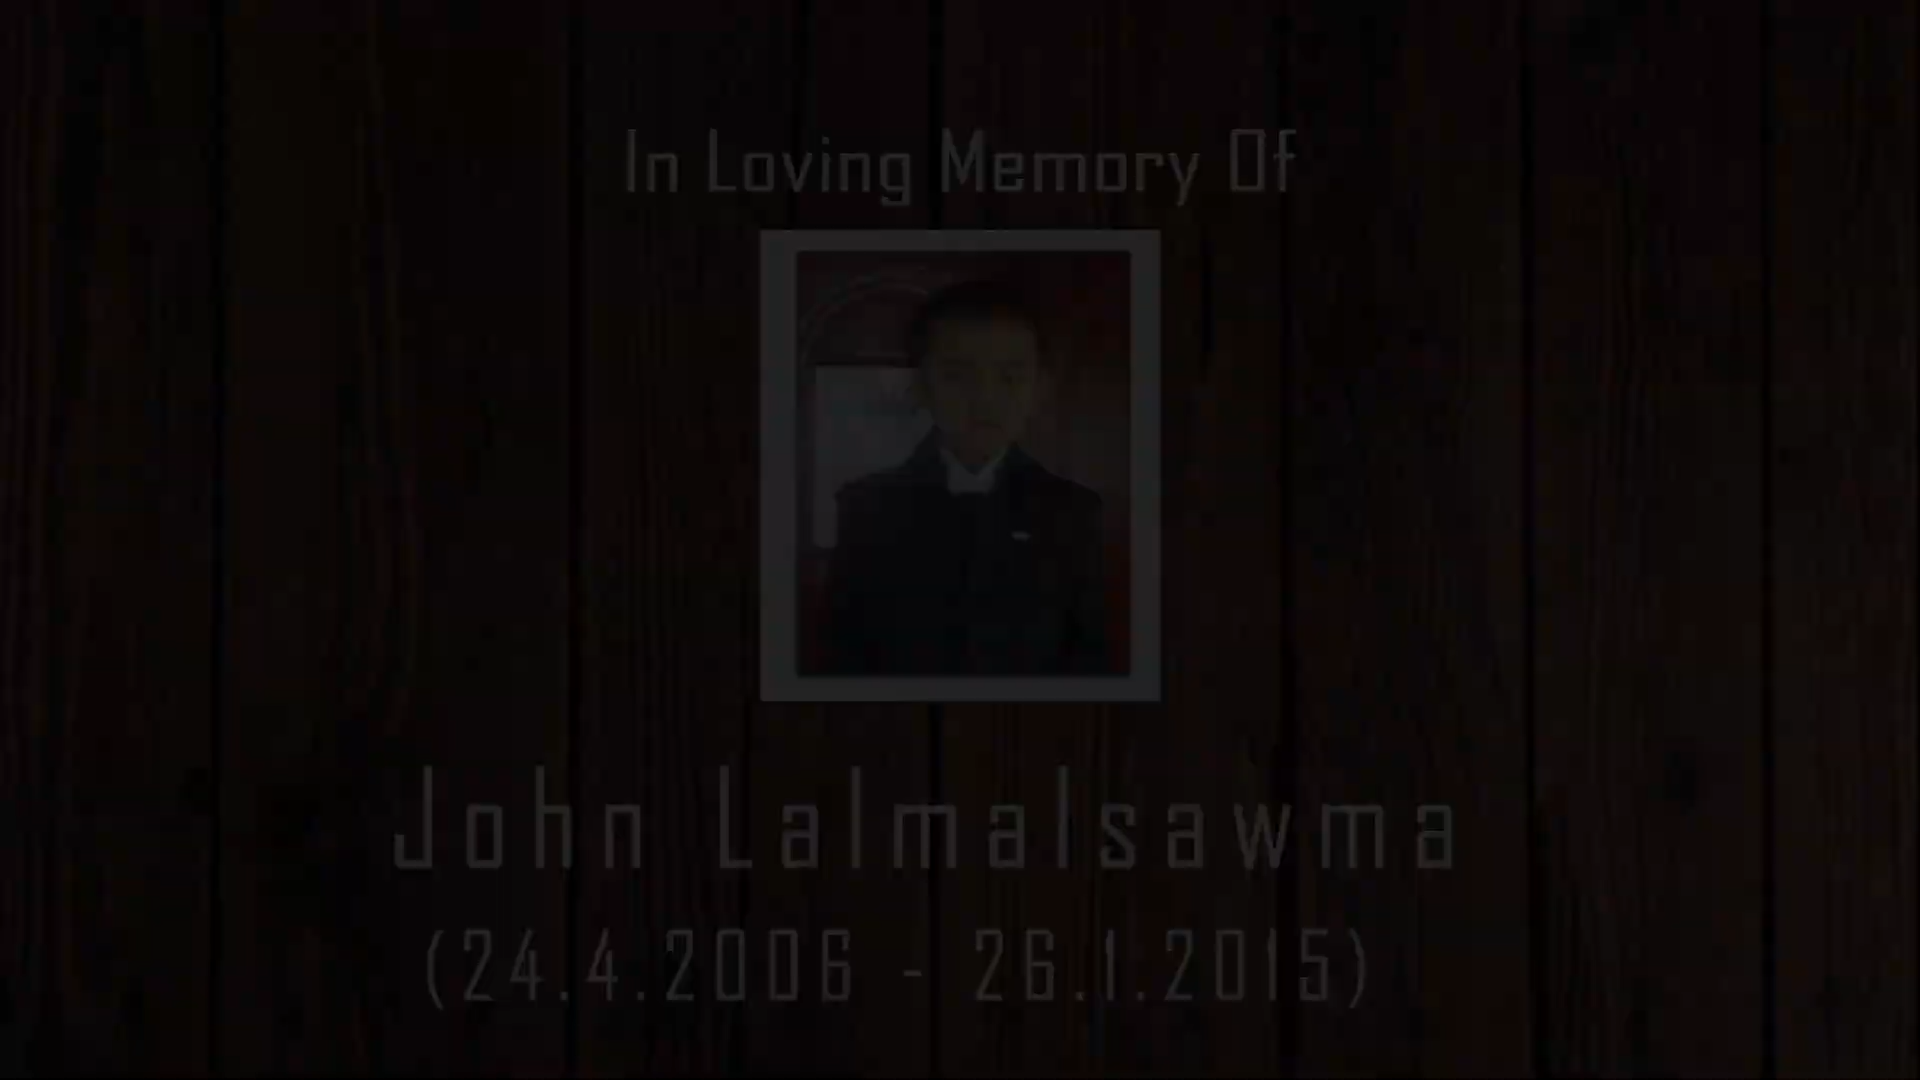 In Loving Memory Of
John Lalmalsawma
(24.4.2006 - 26.1.2015)